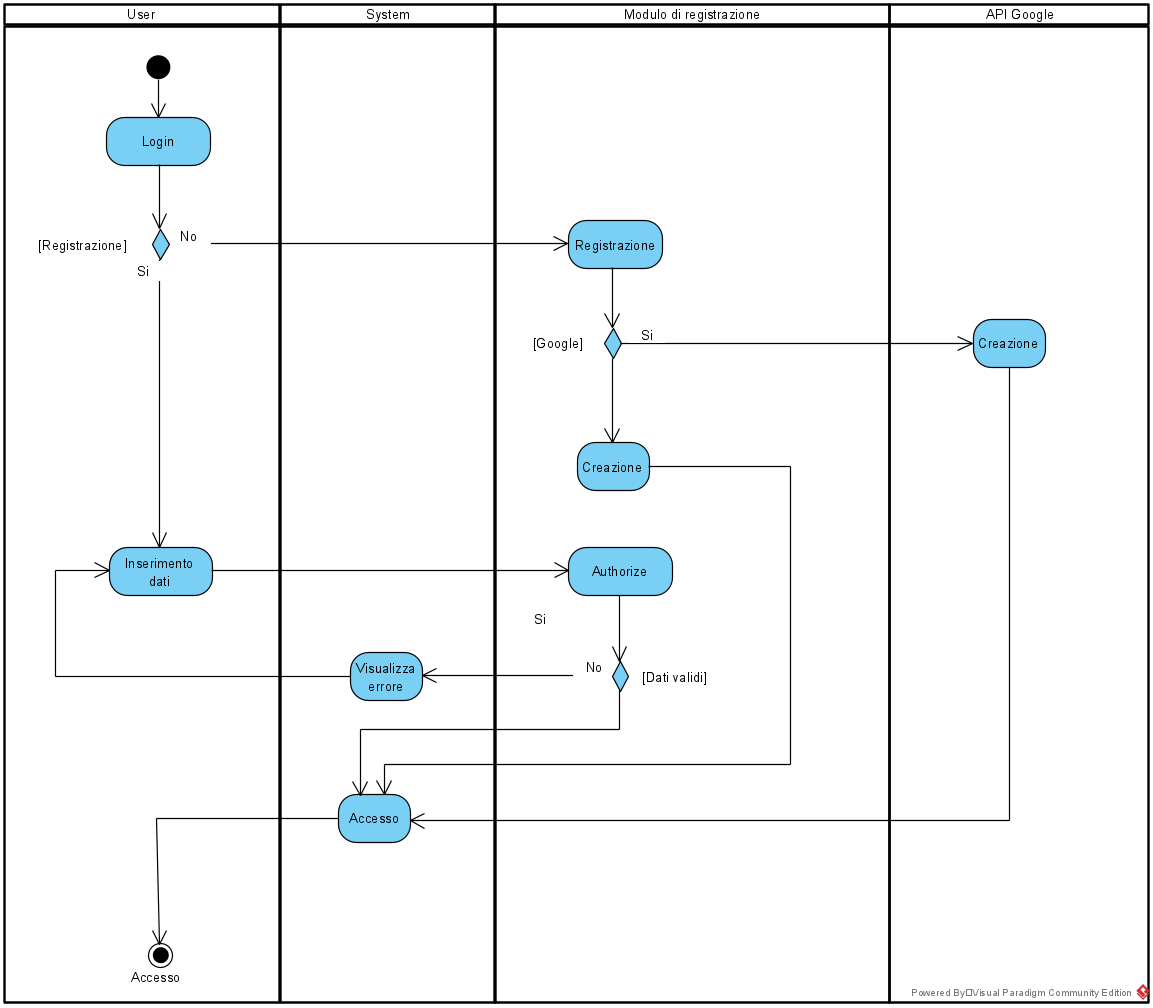 User
System
Modulo di registrazione
API Google
Login
No
[Registrazione]
Si
Registrazione
[Google]
Si
Creazione
Creazione
Inserimento
dati
Authorize
Si
No
[Dati validi]
Visualizza
errore
Accesso
Accesso
Powered By Visual Paradigm Community Edition